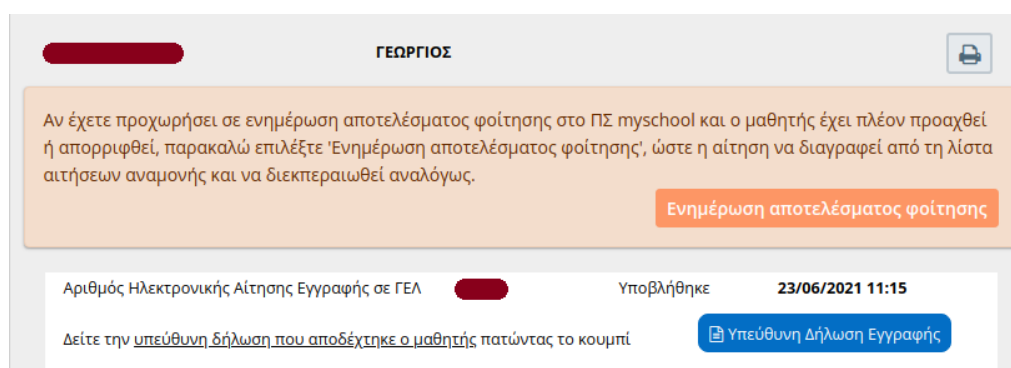 ΓΕΩΡΓΙΟΣ
Αν έχετε προχωρήσει σε ενημέρωση αποτελέσματος φοίτησης στο ΠΣ myschool και ο μαθητής έχει πλέον προαχθεί
ή απορριφθεί, παρακαλώ επιλέξτε 'Ενημέρωση αποτελέσματος φοίτησης', ώστε η αίτηση να διαγραφεί από τη λίστα
αιτήσεων αναμονής και να διεκπεραιωθεί αναλόγως.
Ενημέρωση αποτελέσματος φοίτησης
Αριθμός Ηλεκτρονικής Αίτησης Εγγραφής σε ΓΕΛ Υποβλήθηκε 23/06/2021 11:15
Δείτε την υπεύθυνη δήλωση που αποδέχτηκε ο μαθητής πατώντας το κουμπί Υπεύθυνη Δήλωση Εγγραφής